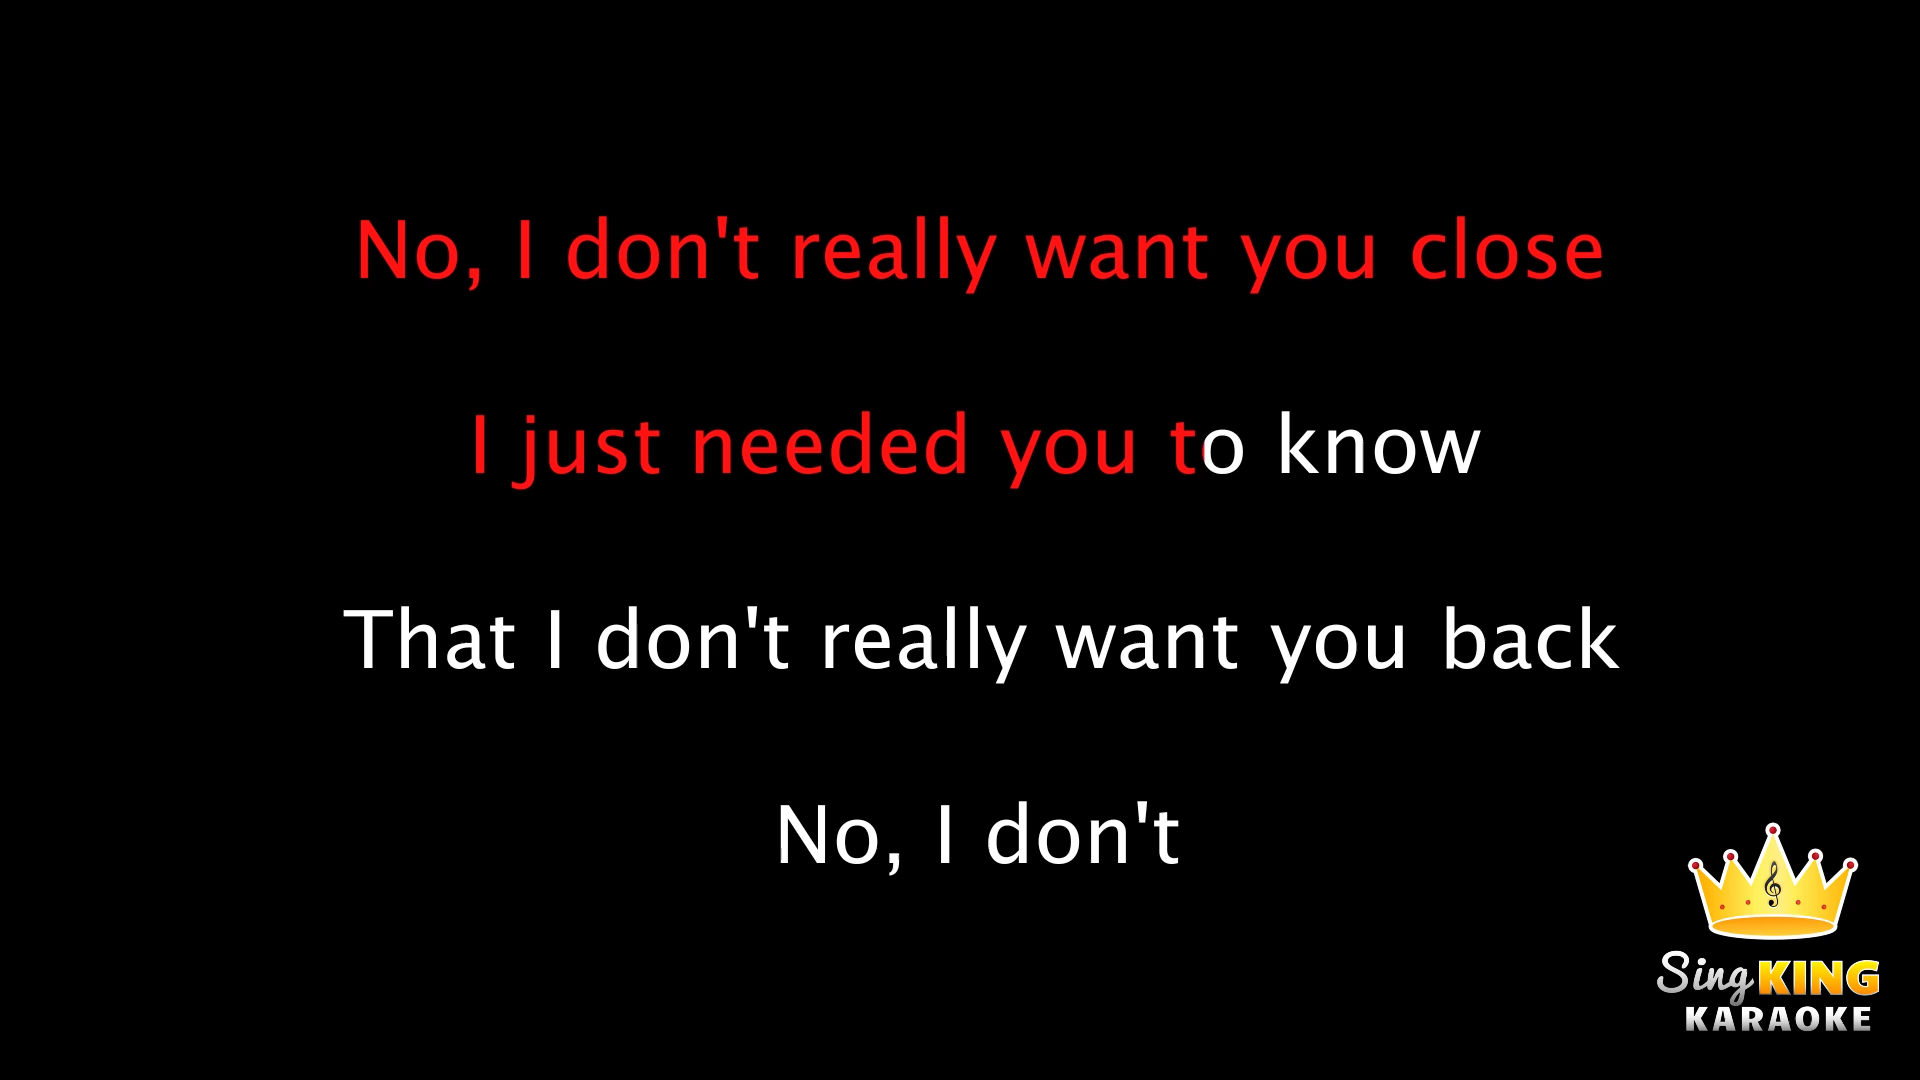 No, I don't really want you close
I just needed you to know
That I don't really want you back
No, I don't
Sing KING
KARAOKE